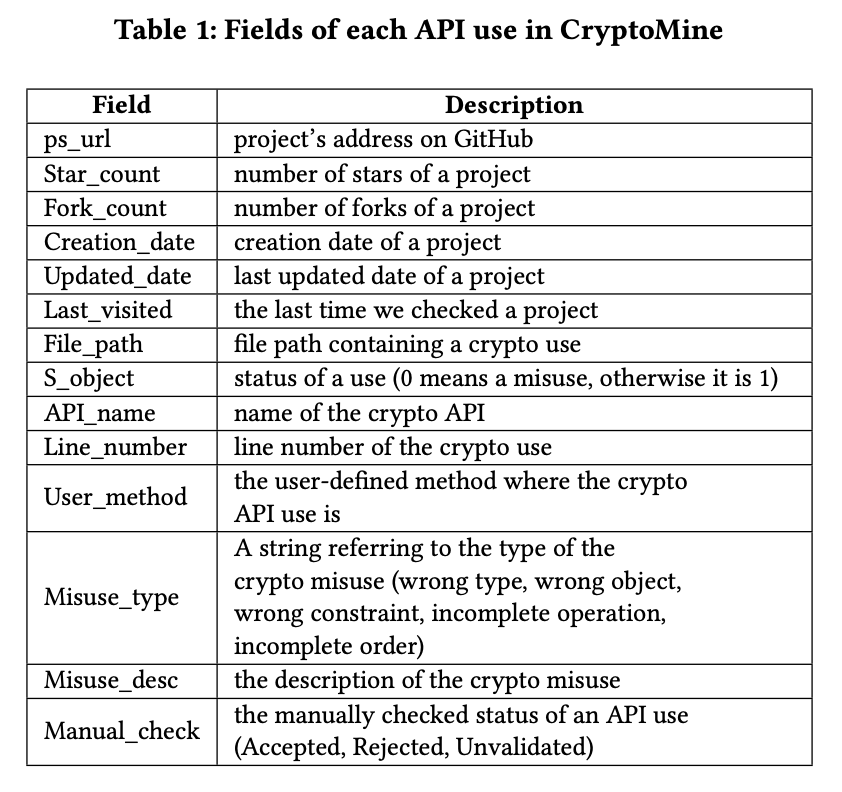 Table 1: Fields of each API use in CryptoMine
Field Description
ps_url project’s address on GitHub
Star_count number of stars of a project
Fork_count number of forks of a project
Creation_date creation date of a project
Updated_date last updated date of a project
Last_visited the last time we checked a project
File_path file path containing a crypto use
S_object status of a use (0 means a misuse, otherwise it is 1)
API_name name of the crypto API
Line_number line number of the crypto use
User_method the user-defined method where the crypto
API use is
Misuse_type A string referring to the type of the
crypto misuse (wrong type, wrong object,
wrong constraint, incomplete operation,
incomplete order)
Misuse_desc the description of the crypto misuse
Manual_check the manually checked status of an API use
(Accepted, Rejected, Unvalidated)